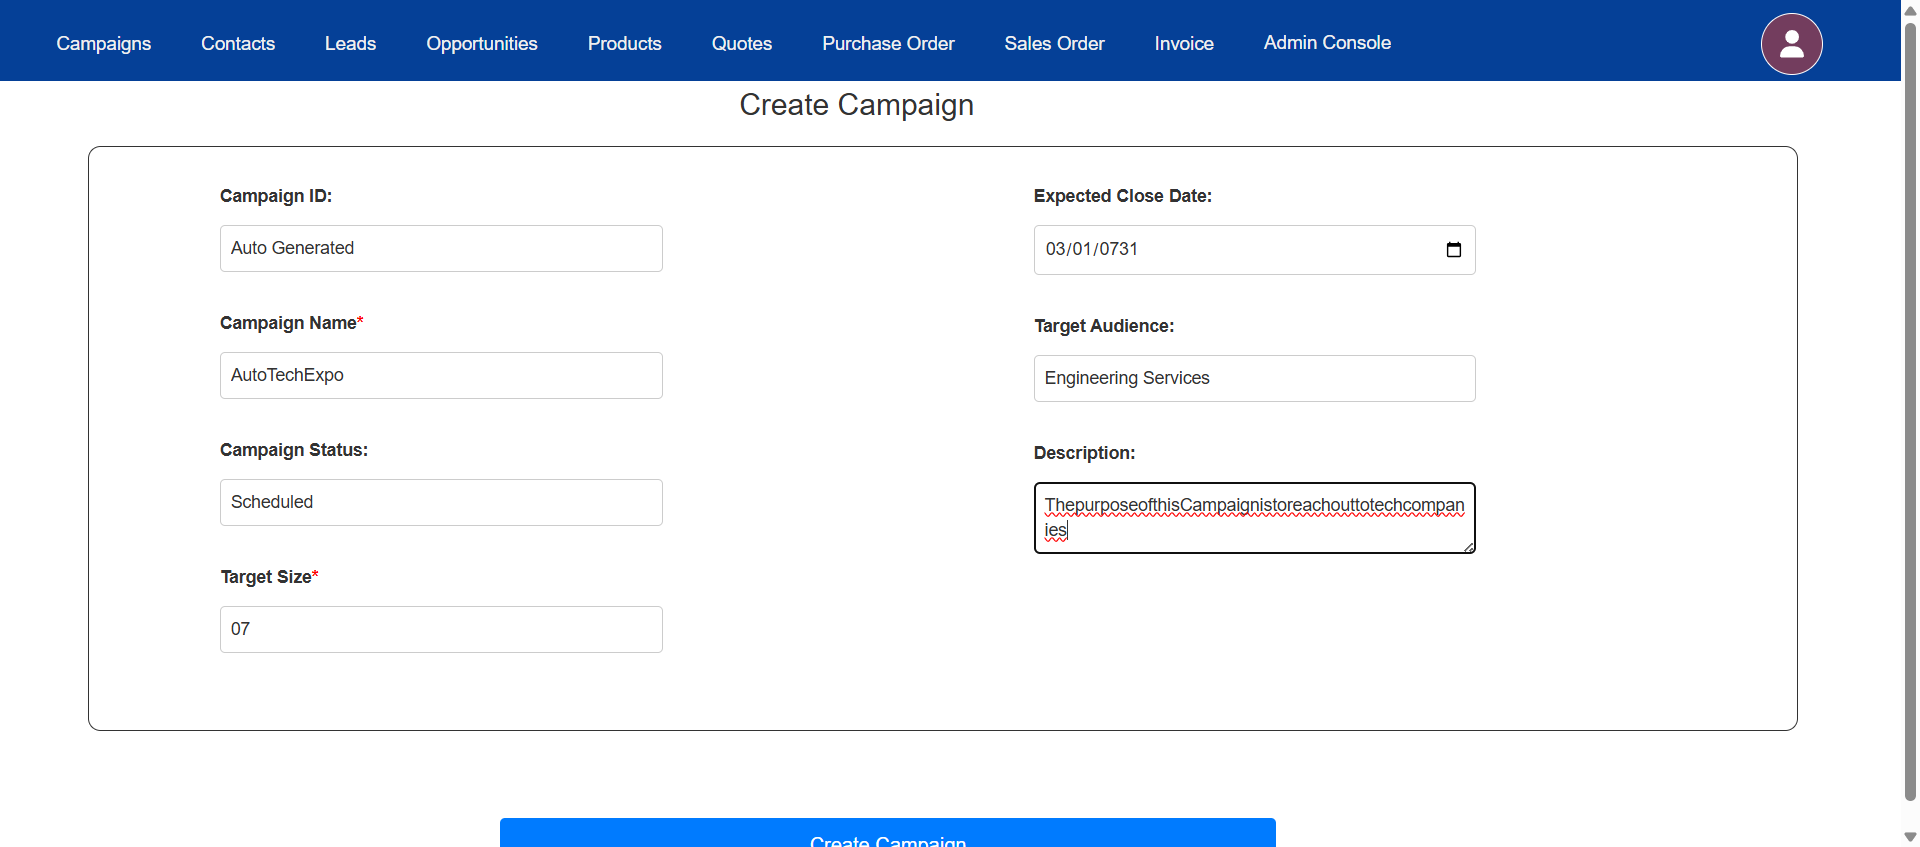 Campaigns Contacts Leads Opportunities Products Quotes Purchase Order Sales Order Invoice Admin Console
Create Campaign
Campaign ID:
Auto Generated
Campaign Name*
AutoTechExpo
Campaign Status:
Scheduled
Target Size*
07
Expected Close Date:
03/01/0731
Target Audience:
Engineering Services
Description:
ThepurposeofthisCampaignistoreachouttotechcompan
ies
Create Campaign